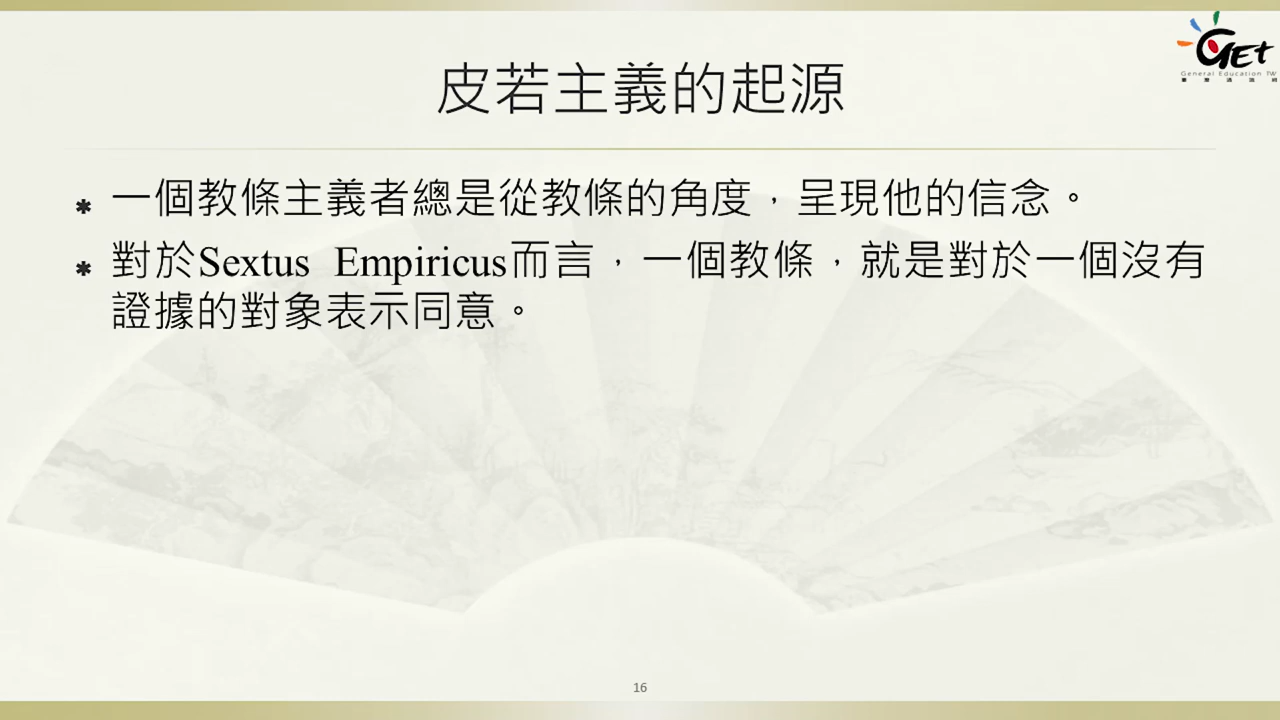 GET
General Education TW
皮若主義的起源
一個教條主義者總是從教條的角度，呈現他的信念。
對於Sextus Empiricus而言，一個教條，就是對於一個沒有
證據的對象表示同意。
16